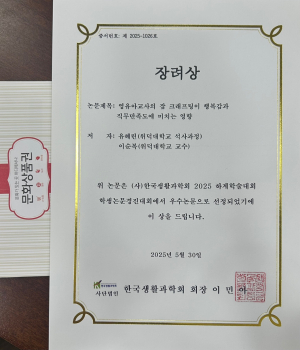 증서번호: 제 2025-1026호
장려상
논문제목: 영유아교사의 잡 크래프팅이 행복감과
직무만족도에 미치는 영향
저 자: 유혜린(위덕대학교 석사과정)
이순복(위덕대학교 교수)
위 논문은 (사)한국생활과학회 2025 하계학술대회
학생논문경진대회에서 우수논문으로 선정되었기에
이 상을 드립니다.
2025년 5월 30일
사단법인 한국생활과학회 회장 이 민 아
문화상품권